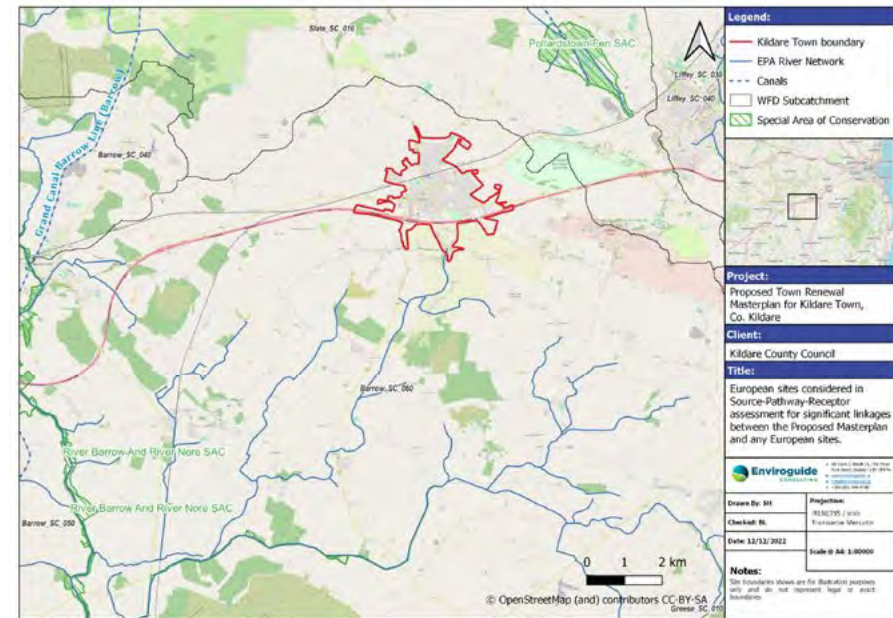 Slate_SC_010
Pollardstown Fen SAC
Liffey_SC_030
Liffey_SC_040
Grand Canal Barrow Line (Barrow)
Barrow_SC_040
Barrow_SC_060
River Barrow And River Nore SAC
River Barrow And River Nore SAC
Barrow_SC_050
0 1 2 km
© OpenStreetMap (and) contributors CC-BY-SA
Greese_SC_010
Legend:
Kildare Town boundary
EPA River Network
Canals
WFD Subcatchment
Special Area of Conservation
Project:
Proposed Town Renewal
Masterplan for Kildare Town,
Co. Kildare
Client:
Kildare County Council
Title:
European sites considered in
Source-Pathway-Receptor
assessment for significant linkages
between the Proposed Masterplan
and any European sites.
Enviroguide
CONSULTING
Drawn By: SH
Projection:
IRENET95 / Irish
Transverse Mercator
Checked: BL
Date: 12/12/2022
Scale @ A4: 1:80000
Notes:
Site boundaries shown are for illustration purposes
only and do not represent legal or exact
boundaries